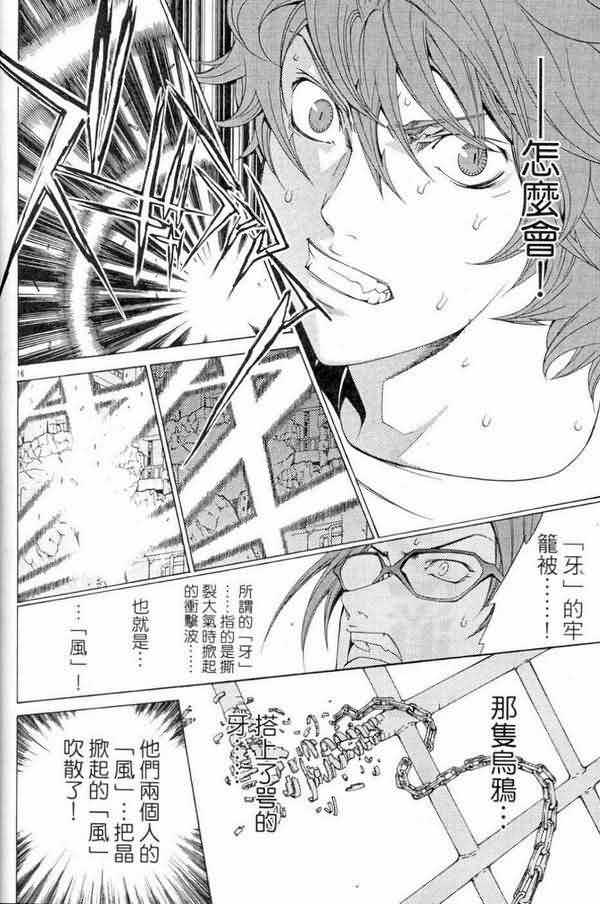 ——怎麼會！
「牙」的牢
籠被……！
所謂的「牙」
……指的是撕
裂大氣時掀起
的衝擊波……
也就是…
…「風」！
那隻烏鴉…
搭上了咢的
牙……
他們兩個人的
「風」…把晶
掀起的「風」
吹散了！